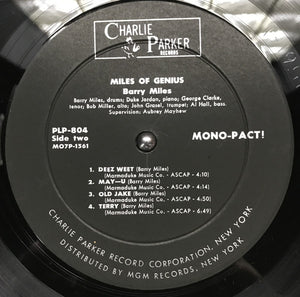 CHARLIE
PARKER
RECORDS
MILES OF GENIUS
Barry Miles
Barry Miles, drums; Duke Jordan, piano; George Clarke,
tenor; Bob Miller, alto; John Grasel, trumpet; Al Hall, bass.
Supervision: Aubrey Mayhew
PLP-804
Side two
MO7P-1561
MONO-PACT!
1. DEEZ WEET (Barry Miles)
(Marmaduke Music Co. - ASCAP - 4:10)
2. MAY—U (Barry Miles)
(Marmaduke Music Co. - ASCAP - 4:14)
3. OLD JAKE (Barry Miles)
(Marmaduke Music Co. - ASCAP - 4:50)
4. TERRY (Barry Miles)
(Marmaduke Music Co. - ASCAP - 6:49)
CHARLIE PARKER RECORD CORPORATION, NEW YORK
DISTRIBUTED BY MGM RECORDS, NEW YORK.